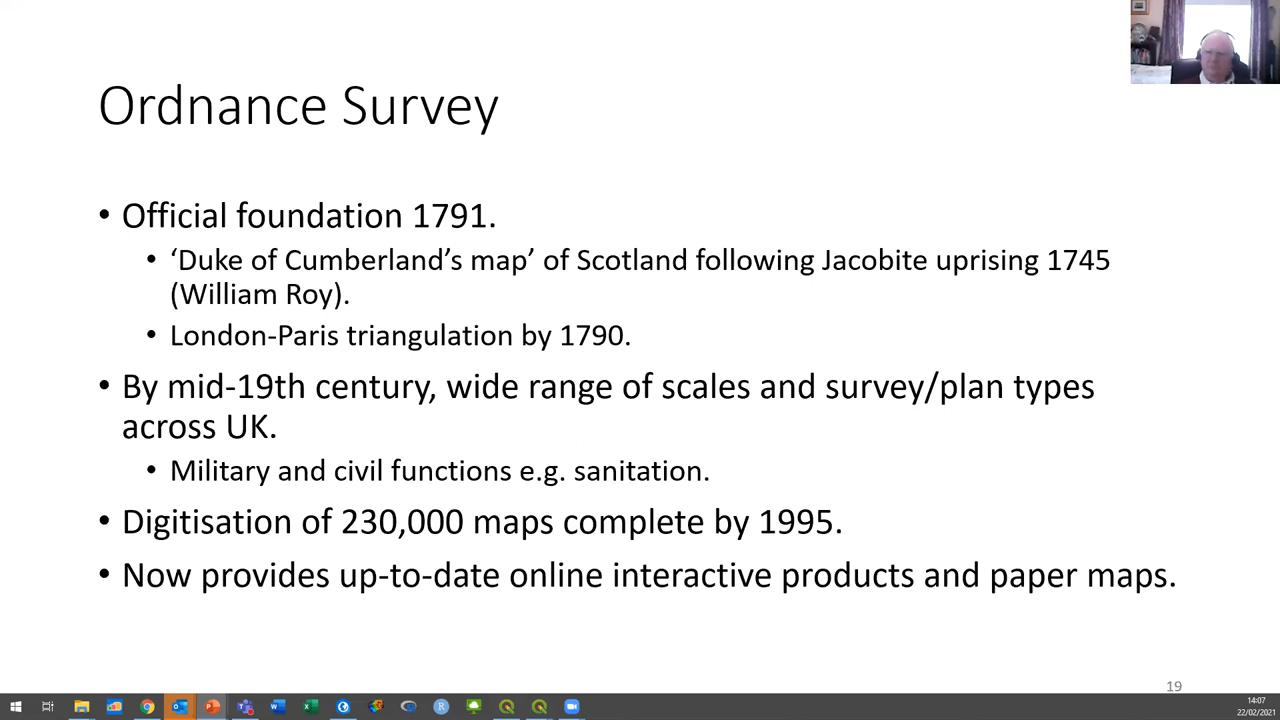 Ordnance Survey
• Official foundation 1791.
• ‘Duke of Cumberland’s map’ of Scotland following Jacobite uprising 1745
(William Roy).
• London-Paris triangulation by 1790.
• By mid-19th century, wide range of scales and survey/plan types
across UK.
• Military and civil functions e.g. sanitation.
• Digitisation of 230,000 maps complete by 1995.
• Now provides up-to-date online interactive products and paper maps.
19
14:07
22/02/2021